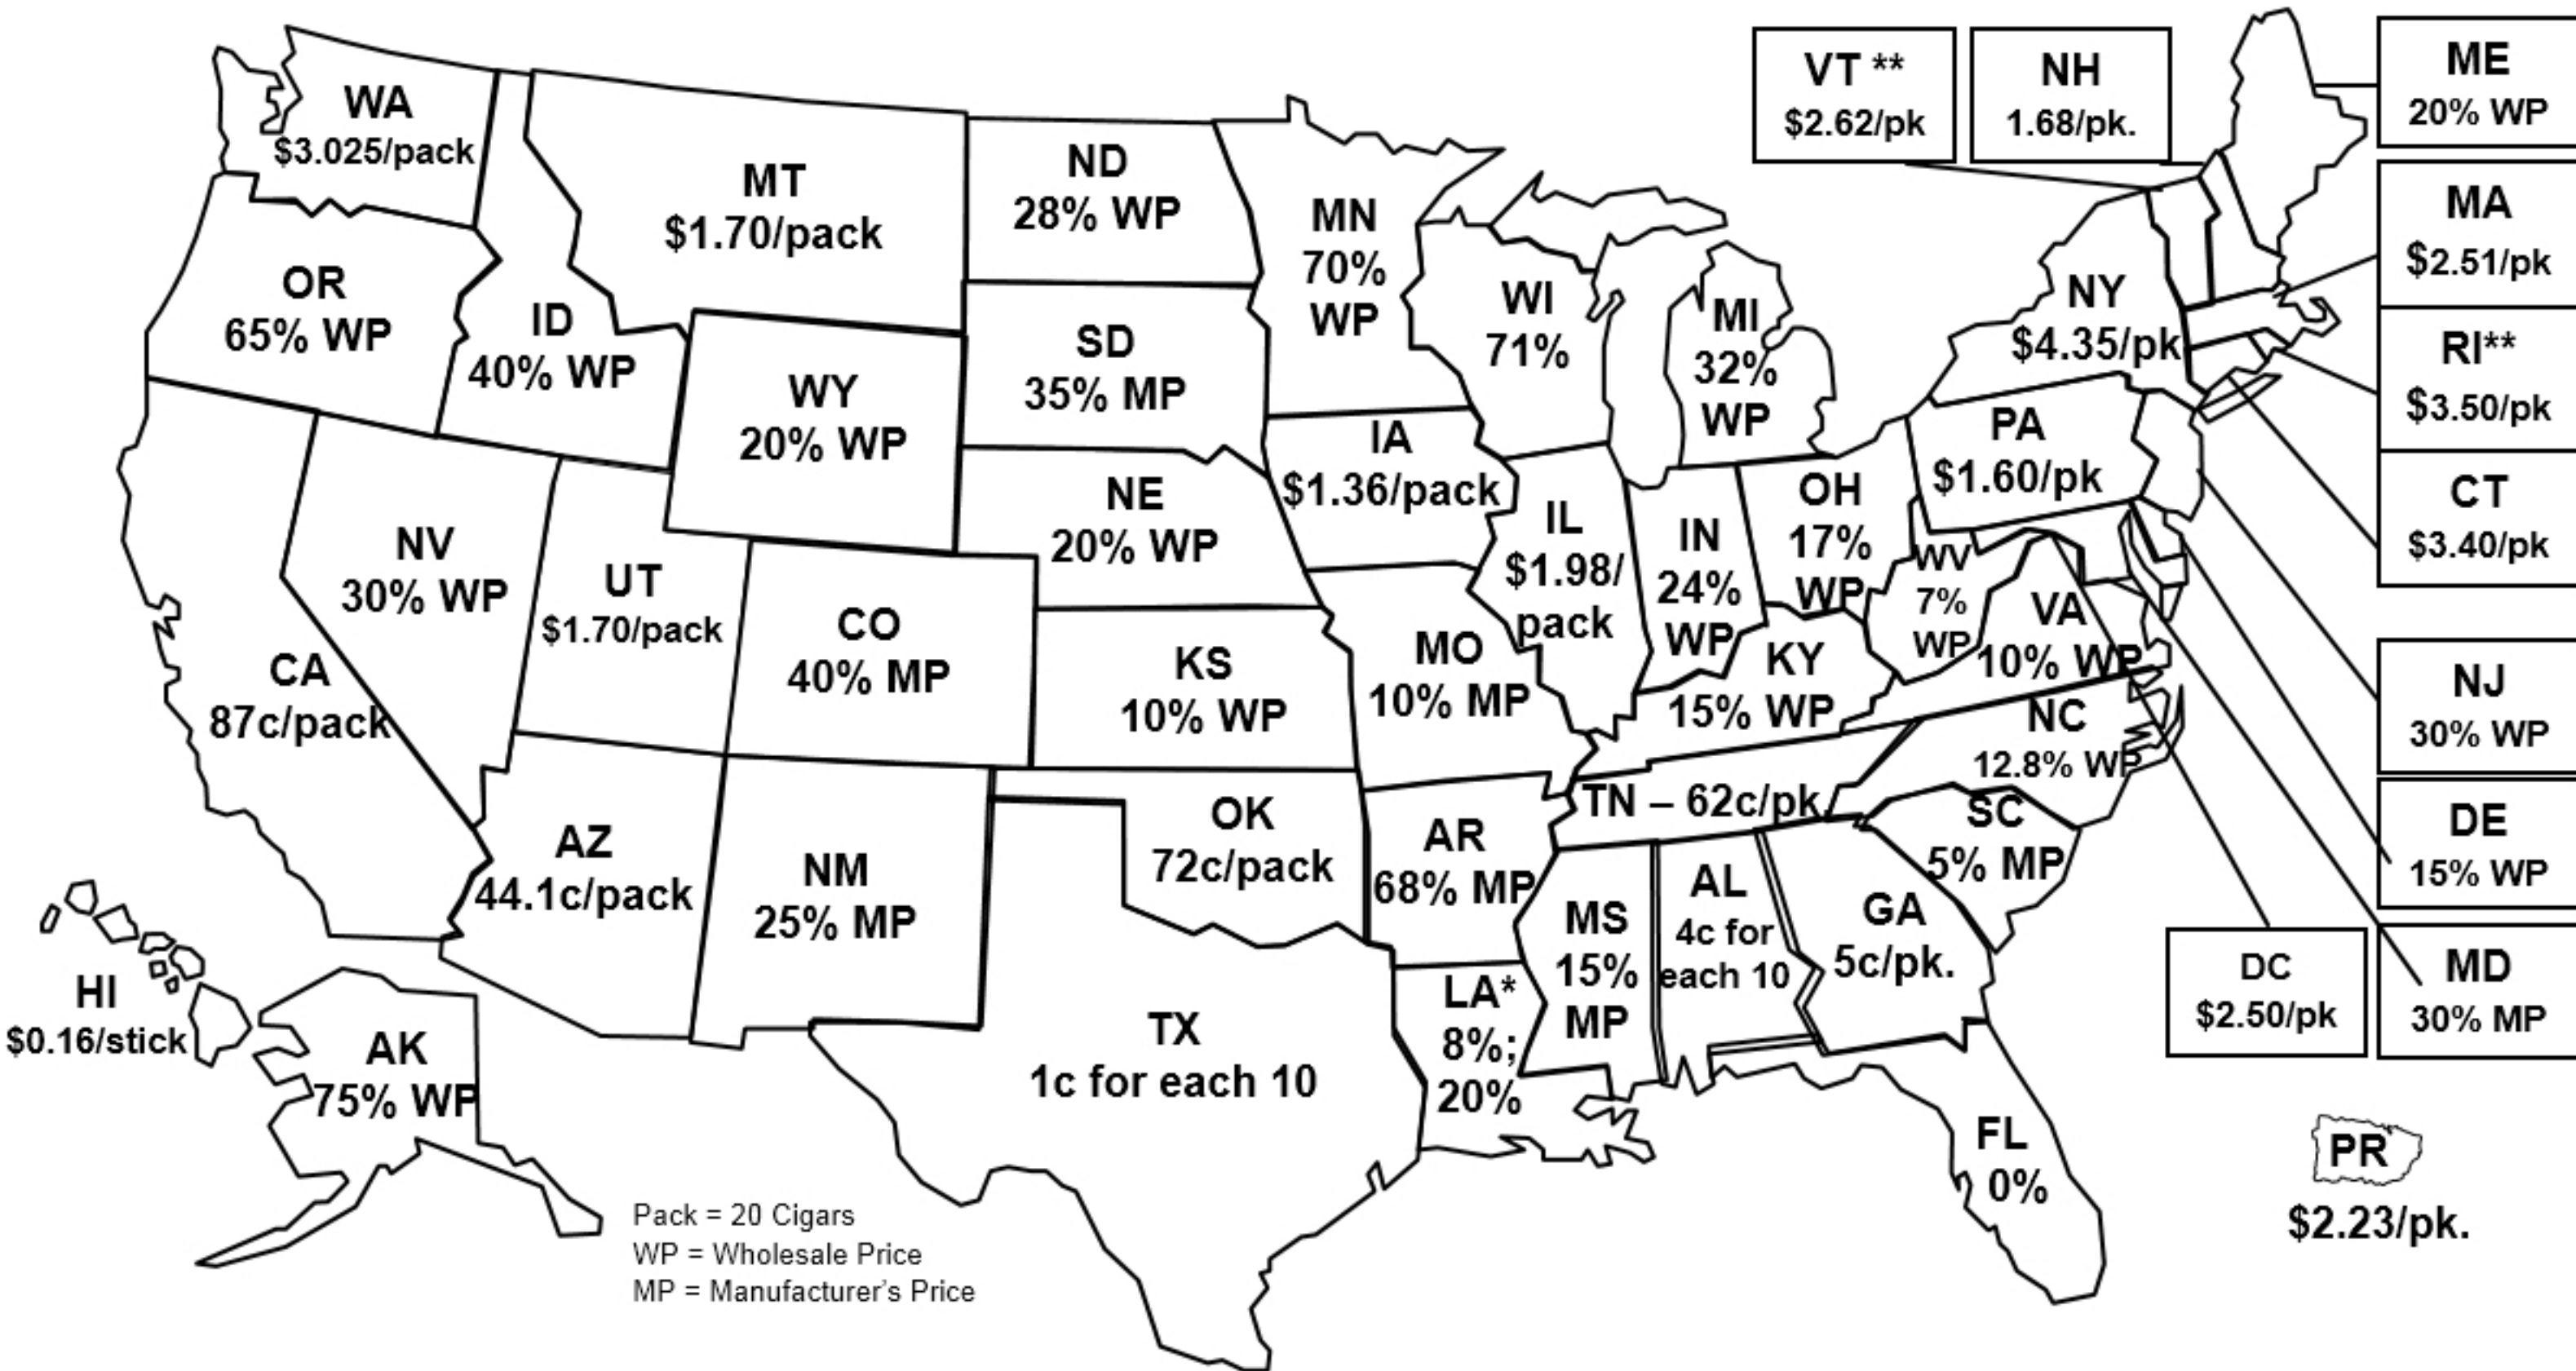 WA
$3.025/pack
OR
65% WP
CA
87c/pack
ID
40% WP
NV
30% WP
MT
$1.70/pack
WY
20% WP
UT
$1.70/pack
CO
40% MP
AZ
44.1c/pack
NM
25% MP
ND
28% WP
SD
35% MP
NE
20% WP
KS
10% WP
OK
72c/pack
TX
1c for each 10
MN
70%
WP
IA
$1.36/pack
MO
10% MP
AR
68% MP
LA*
8%;
20%
WI
71%
IL
$1.98/
pack
MI
32%
WP
IN
24%
WP
OH
17%
WP
KY
15% WP
TN – 62c/pk
MS
15%
MP
AL
4c for
each 10
GA
5c/pk.
FL
0%
SC
5% MP
NC
12.8% WP
WV
7%
WP
VA
10% WP
PA
$1.60/pk
NY
$4.35/pk
VT **
$2.62/pk
NH
1.68/pk.
ME
20% WP
MA
$2.51/pk
RI**
$3.50/pk
CT
$3.40/pk
NJ
30% WP
DE
15% WP
MD
30% MP
DC
$2.50/pk
HI
$0.16/stick
AK
75% WP
PR
$2.23/pk.
Pack = 20 Cigars
WP = Wholesale Price
MP = Manufacturer's Price